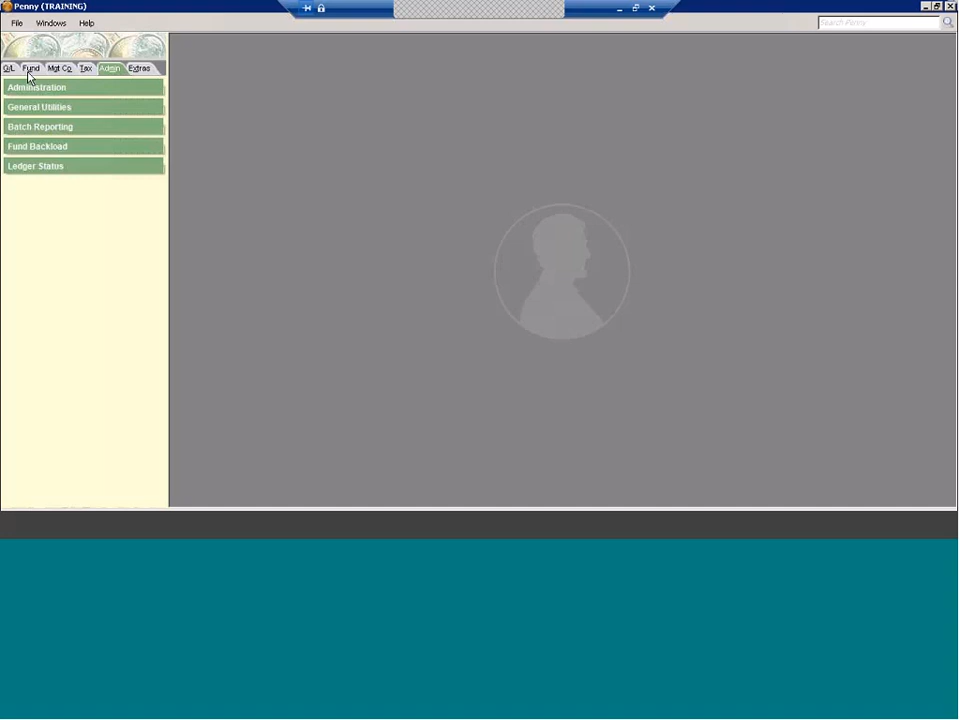 Penny (TRAINING)
File Windows Help
Search Penny
G/L Fund Mgt Co Tax Admin Extras
Administration
General Utilities
Batch Reporting
Fund Backload
Ledger Status